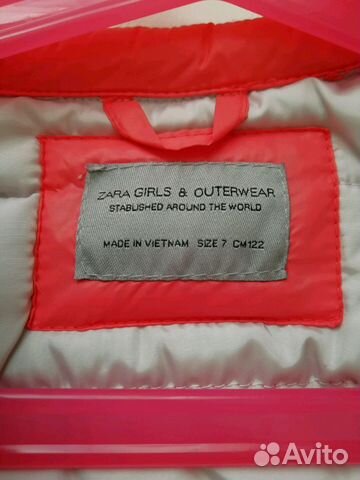 ZARA GIRLS & OUTERWEAR
STABLISHED AROUND THE WORLD
MADE IN VIETNAM SIZE 7 CM122
Avito